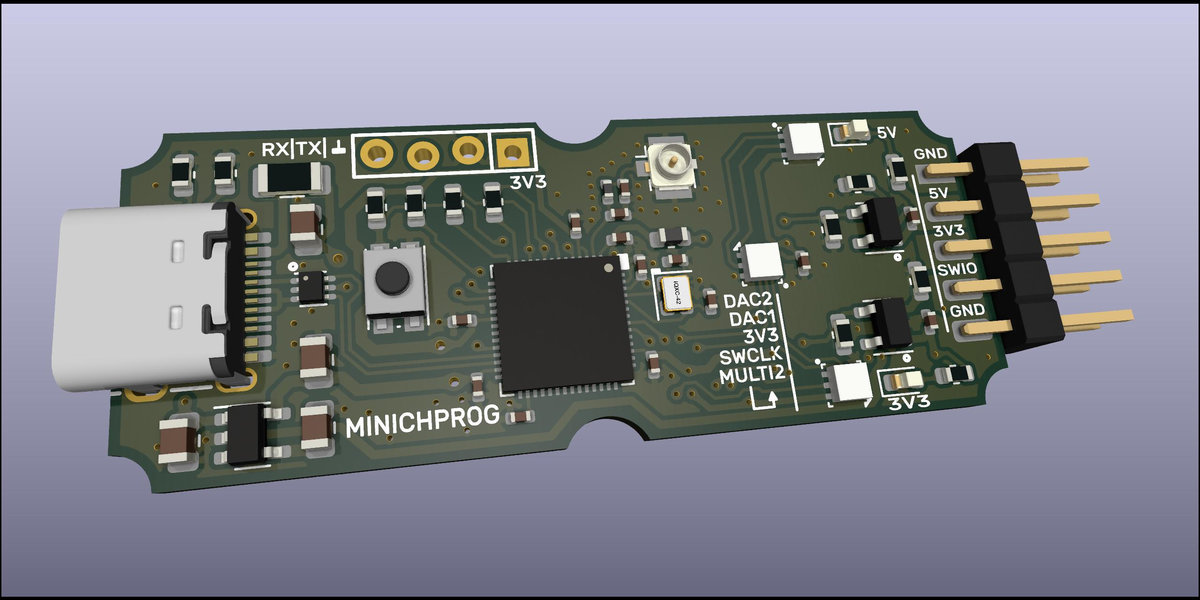 RX|TX|
3V3
5V
GND
5V
3V3
SWIO
GND
DAC2
DAC1
3V3
SWCLK
MULTI2
3V3
MINICHPROG